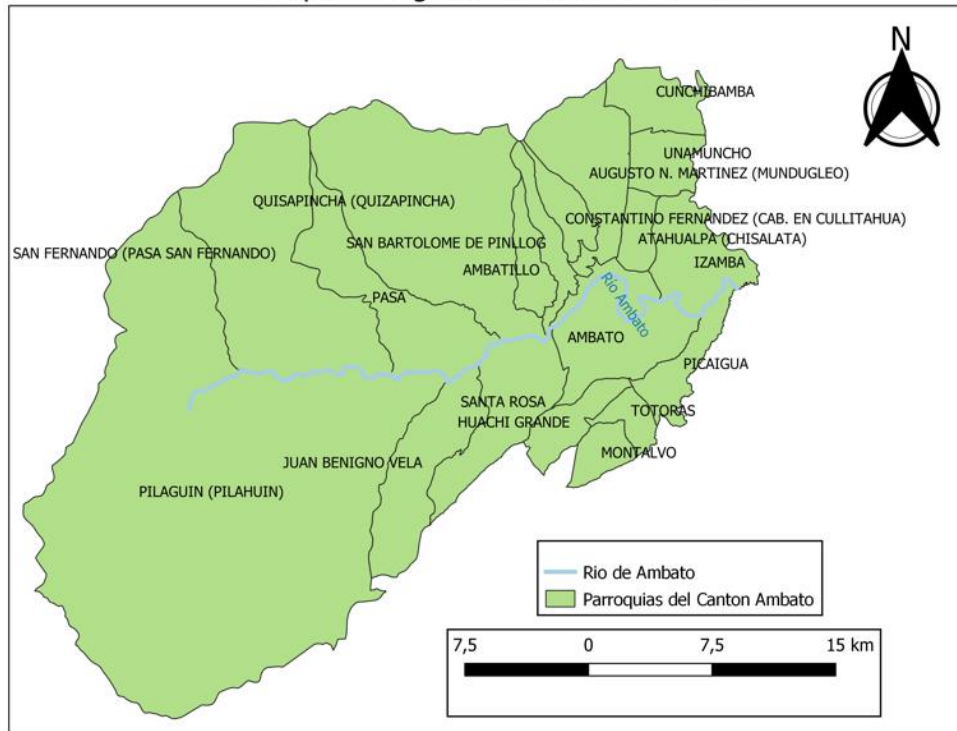 N
CUNCHIBAMBA
UNAMUNCHO
AUGUSTO N. MARTINEZ (MUNDUGLEO)
QUISAPINCHA (QUIZAPINCHA)
CONSTANTINO FERNANDEZ (CAB. EN CULLITAHUA)
SAN BARTOLOME DE PINLLOG
ATAHUALPA (CHISALATA)
SAN FERNANDO (PASA SAN FERNANDO)
IZAMBA
AMBATILLO
PASA
Río Ambato
AMBATO
PICAIGUA
SANTA ROSA
TOTORAS
HUACHI GRANDE
MONTALVO
JUAN BENIGNO VELA
PILAGUIN (PILAHUIN)
Rio de Ambato
Parroquias del Canton Ambato
7,5 0 7,5 15 km